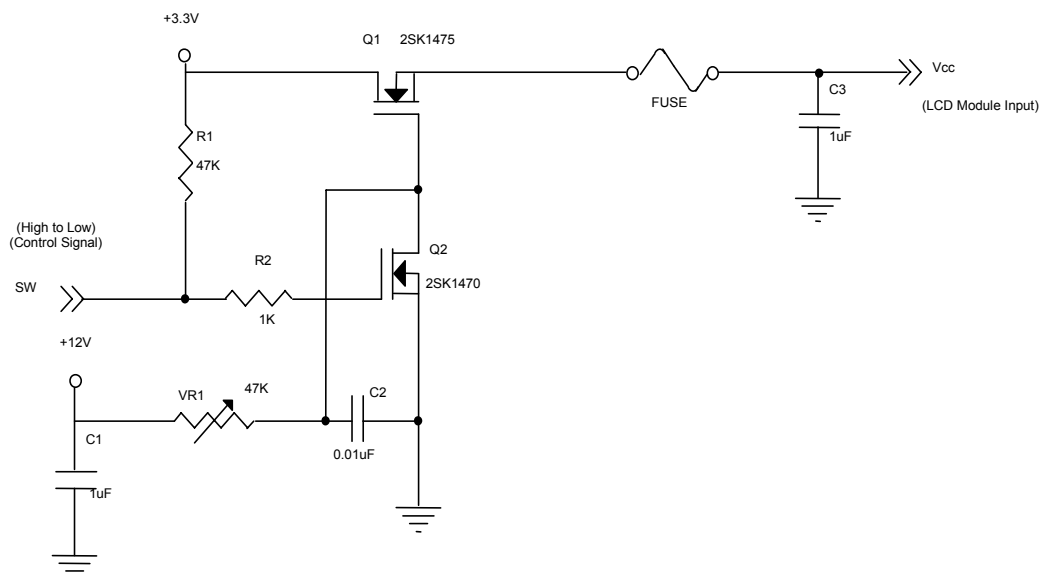 +3.3V
Q1 2SK1475
Vcc
FUSE
C3
(LCD Module Input)
R1
1uF
47K
(High to Low)
(Control Signal)
Q2
R2
SW
2SK1470
1K
+12V
VR1
47K
C2
C1
0.01uF
1uF